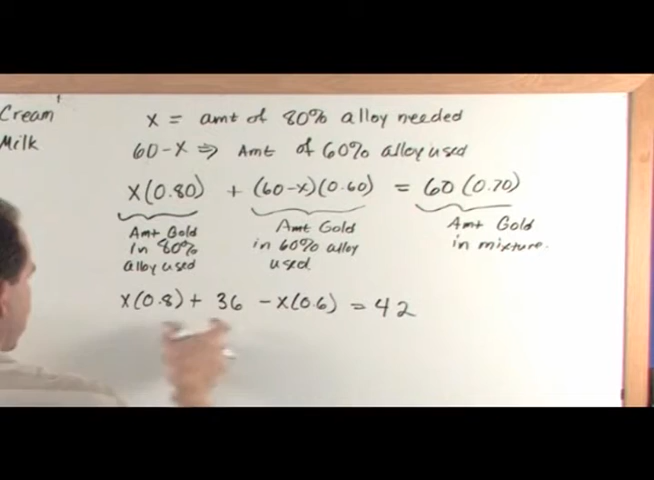 Cream
Milk
x = amt of 80% alloy needed
60-x ⇒ Amt of 60% alloy used
x(0.80) + (60-x)(0.60) = 60(0.70)
Amt Gold
in 80%
alloy used
Amt Gold
in 60% alloy
used.
Amt Gold
in mixture.
x(0.8) + 36 - x(0.6) = 42